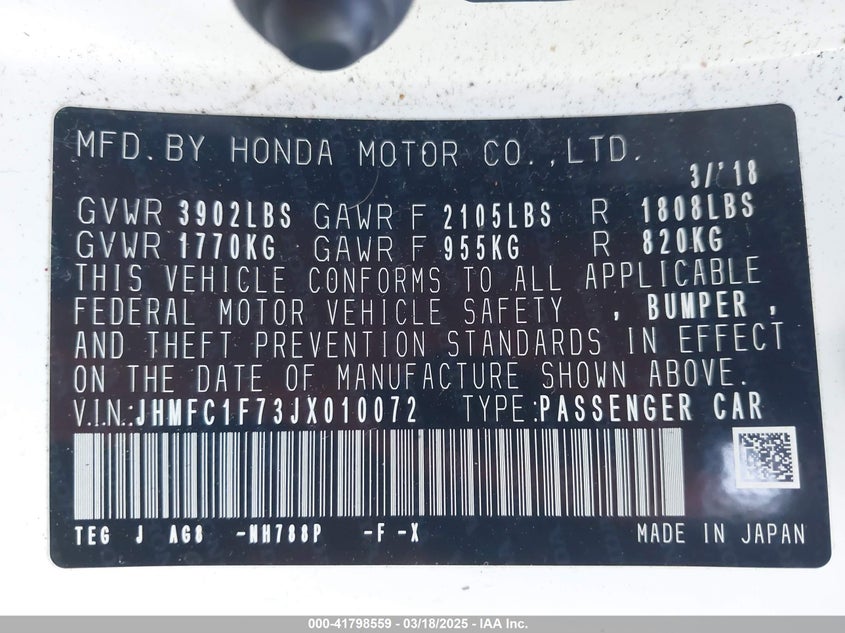 MFD. BY HONDA MOTOR CO., LTD.
3/'18
GVWR 3902LBS GAWR F 2105LBS R 1808LBS
GVWR 1770KG GAWR F 955KG R 820KG
THIS VEHICLE CONFORMS TO ALL APPLICABLE
FEDERAL MOTOR VEHICLE SAFETY , BUMPER ,
AND THEFT PREVENTION STANDARDS IN EFFECT
ON THE DATE OF MANUFACTURE SHOWN ABOVE.
V.I.N.:JHMFC1F73JX010072 TYPE:PASSENGER CAR
TEG J AG8 -NH788P -F -X MADE IN JAPAN
000-41798559 — 03/18/2025 — IAA Inc.